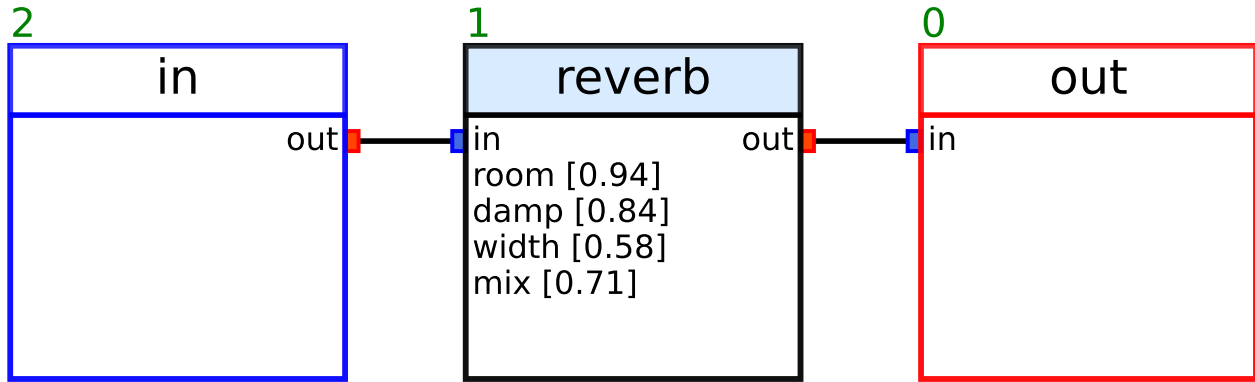 2
in
out
1
reverb
in
out
room [0.94]
damp [0.84]
width [0.58]
mix [0.71]
0
out
in